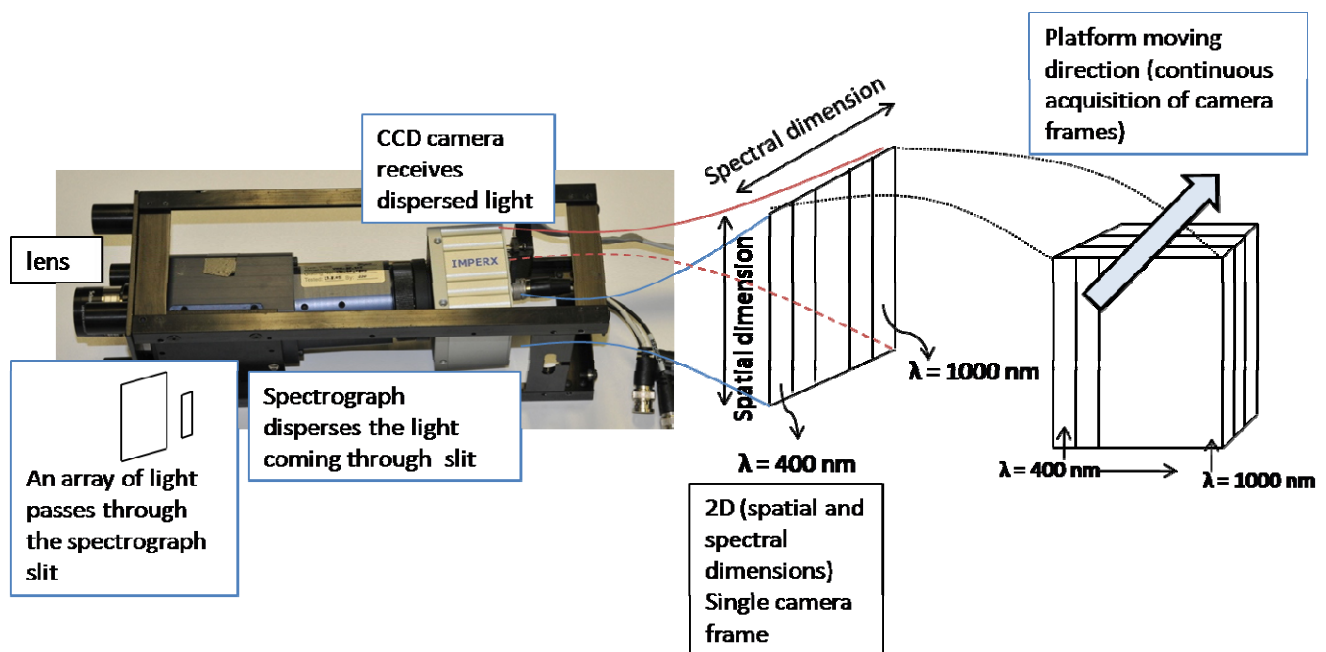 Platform moving
direction (continuous
acquisition of camera
frames)
CCD camera
receives
dispersed light
Spectral dimension
lens
IMPERX
Spatial dimension
λ = 1000 nm
Spectrograph
disperses the light
coming through slit
λ = 400 nm
λ = 400 nm
λ = 1000 nm
An array of light
passes through
the spectrograph
slit
2D (spatial and
spectral
dimensions)
Single camera
frame